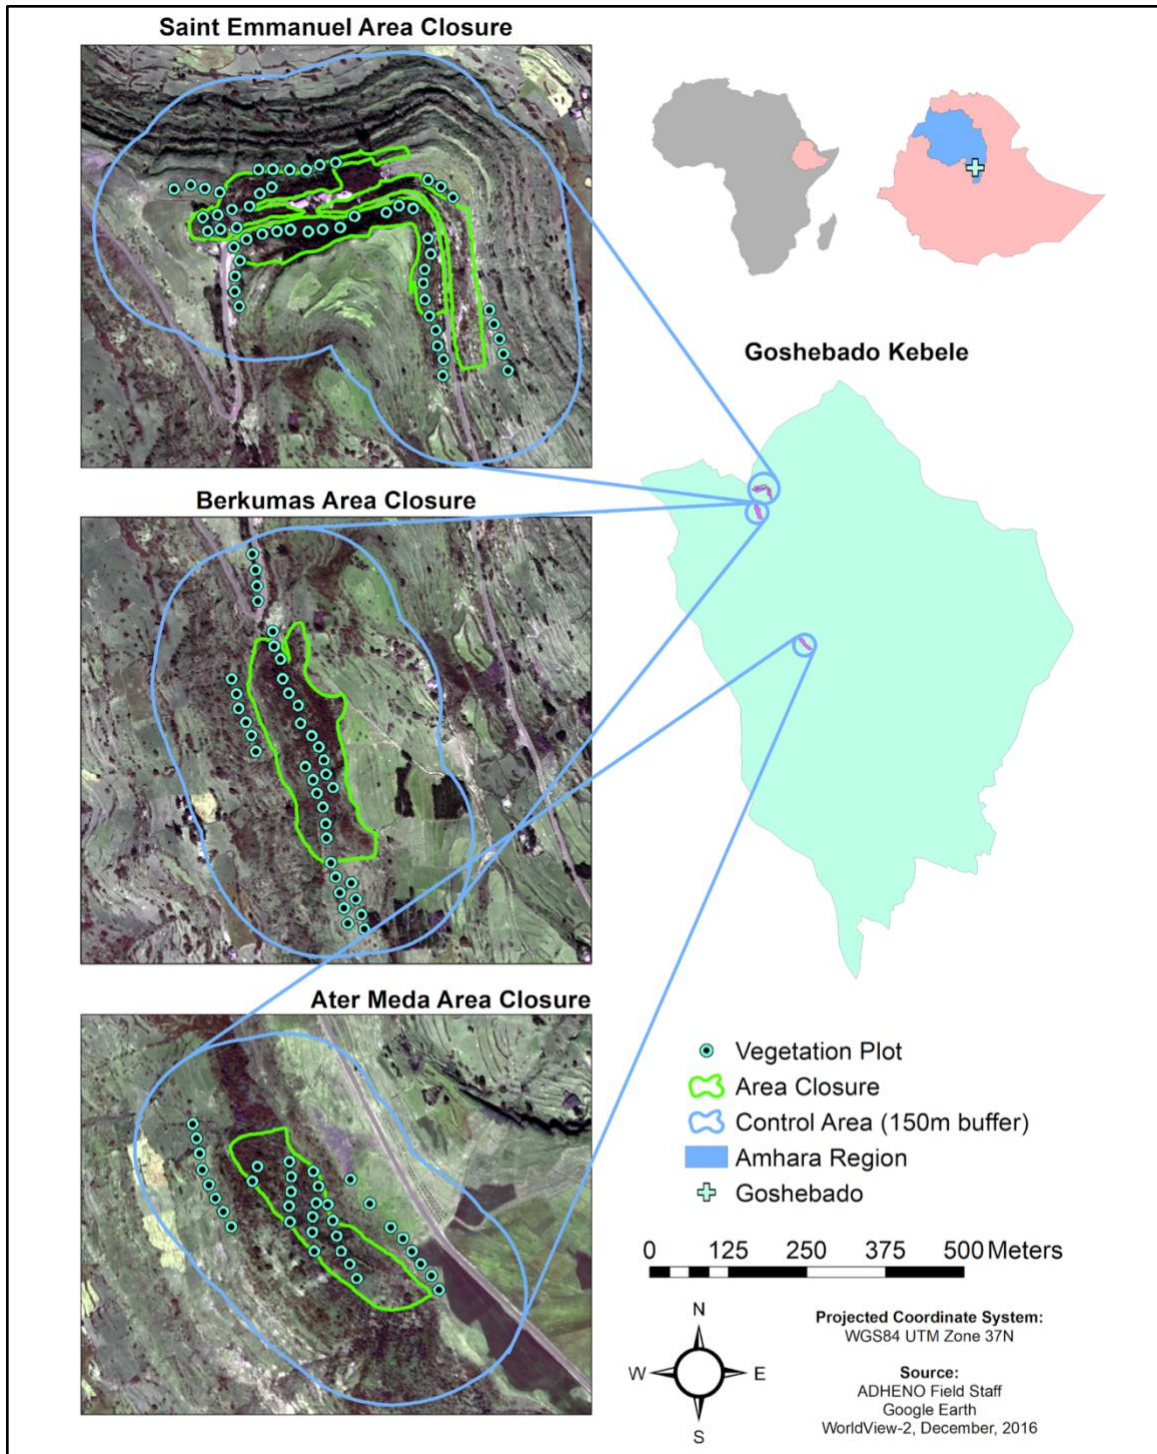 Saint Emmanuel Area Closure
Goshebado Kebele
Berkumas Area Closure
Ater Meda Area Closure
Vegetation Plot
Area Closure
Control Area (150m buffer)
Amhara Region
Goshebado
0 125 250 375 500 Meters
N
W E
S
Projected Coordinate System:
WGS84 UTM Zone 37N
Source:
ADHENO Field Staff
Google Earth
WorldView-2, December, 2016